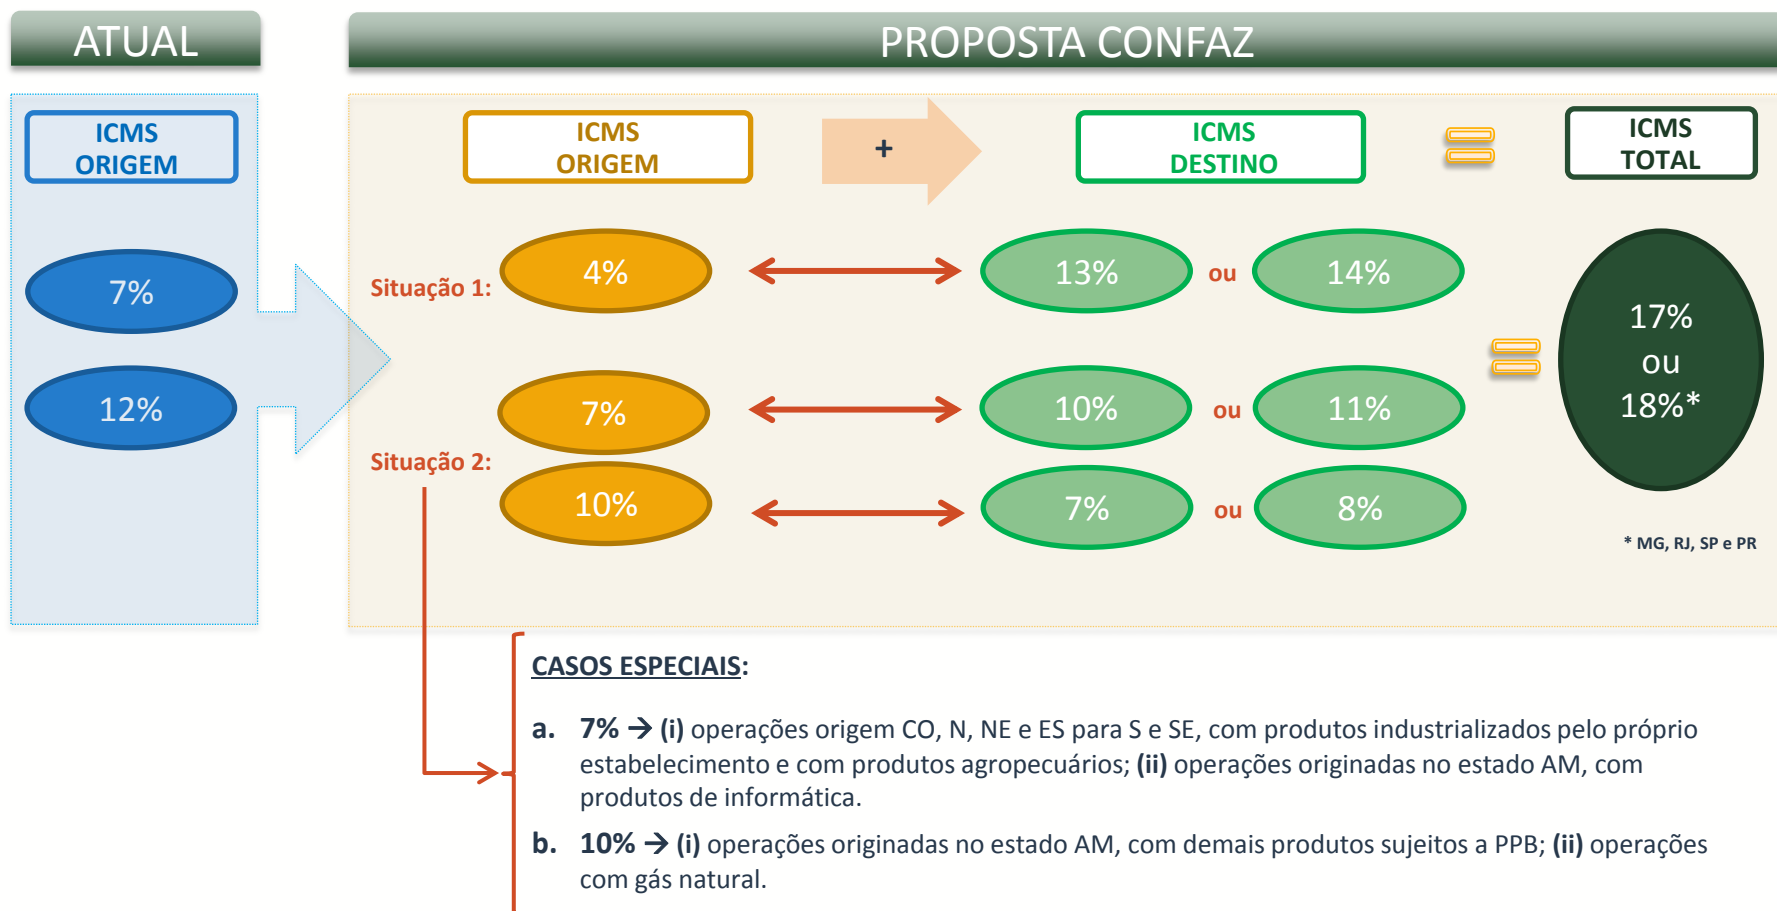 ATUAL
PROPOSTA CONFAZ
ICMS
ORIGEM
ICMS
ORIGEM
+
ICMS
DESTINO
ICMS
TOTAL
7%
12%
Situação 1:
4%
13%
ou
14%
Situação 2:
7%
10%
ou
11%
10%
7%
ou
8%
17%
ou
18%*
* MG, RJ, SP e PR
CASOS ESPECIAIS:
a. 7% → (i) operações origem CO, N, NE e ES para S e SE, com produtos industrializados pelo próprio
estabelecimento e com produtos agropecuários; (ii) operações originadas no estado AM, com
produtos de informática.
b. 10% → (i) operações originadas no estado AM, com demais produtos sujeitos a PPB; (ii) operações
com gás natural.